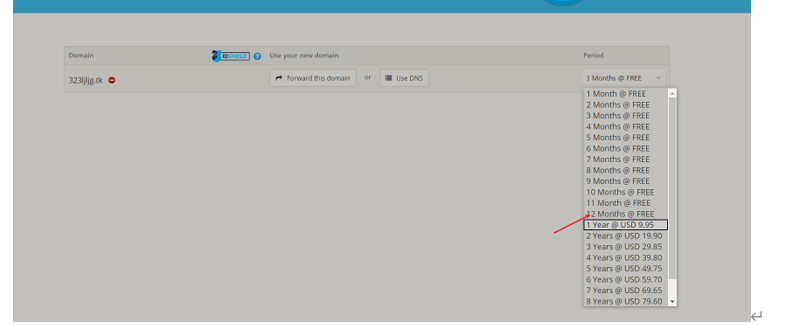 Domain IDSHIELD ? Use your new domain Period
323ljljg.tk Forward this domain or Use DNS 3 Months @ FREE
1 Month @ FREE
2 Months @ FREE
3 Months @ FREE
4 Months @ FREE
5 Months @ FREE
6 Months @ FREE
7 Months @ FREE
8 Months @ FREE
9 Months @ FREE
10 Months @ FREE
11 Month @ FREE
12 Months @ FREE
1 Year @ USD 9.95
2 Years @ USD 19.90
3 Years @ USD 29.85
4 Years @ USD 39.80
5 Years @ USD 49.75
6 Years @ USD 59.70
7 Years @ USD 69.65
8 Years @ USD 79.60